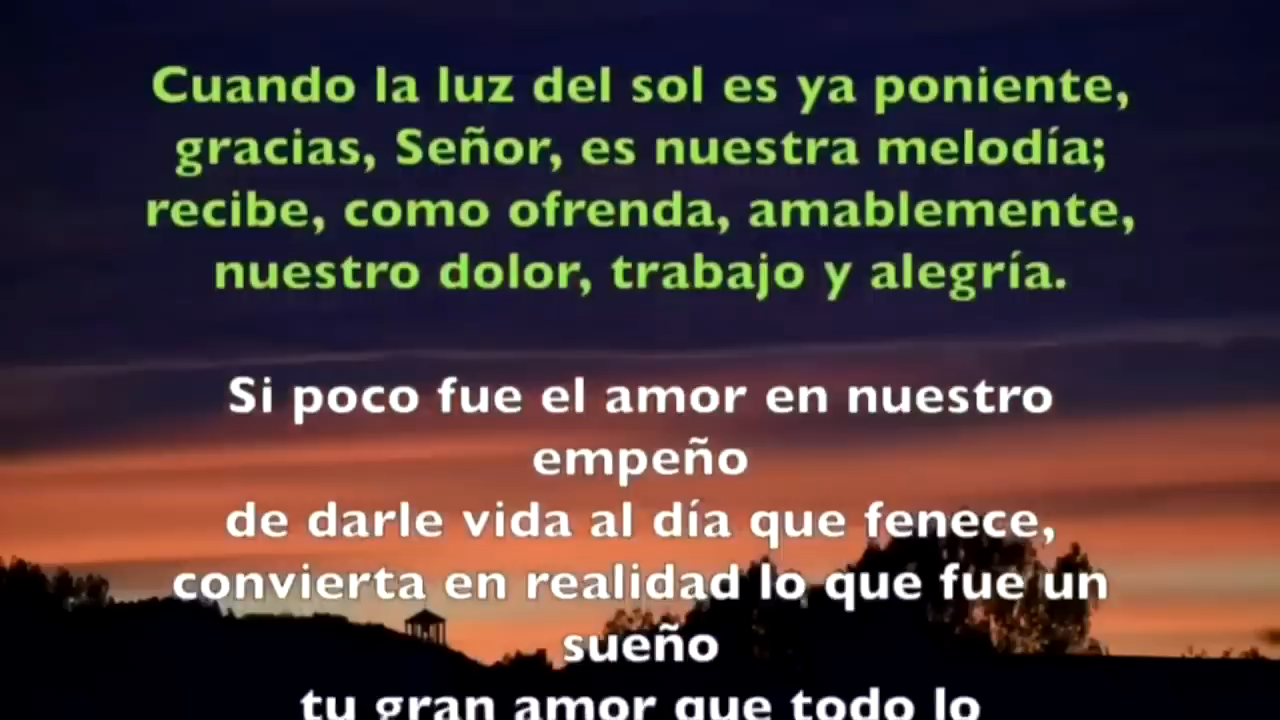 Cuando la luz del sol es ya poniente,
gracias, Señor, es nuestra melodía;
recibe, como ofrenda, amablemente,
nuestro dolor, trabajo y alegría.
Si poco fue el amor en nuestro
empeño
de darle vida al día que fenece,
convierta en realidad lo que fue un
sueño
tu gran amor que todo lo